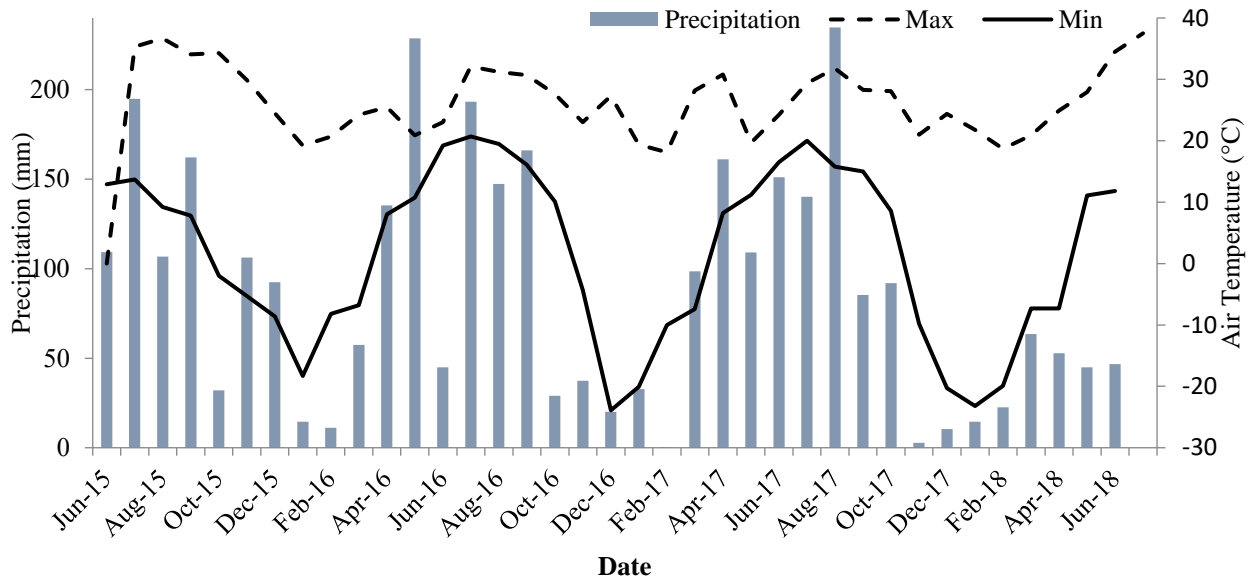 Precipitation Max Min
Precipitation (mm)
200
150
100
50
0
Air Temperature (°C)
40
30
20
10
0
-10
-20
-30
Jun-15 Aug-15 Oct-15 Dec-15 Feb-16 Apr-16 Jun-16 Aug-16 Oct-16 Dec-16 Feb-17 Apr-17 Jun-17 Aug-17 Oct-17 Dec-17 Feb-18 Apr-18 Jun-18
Date